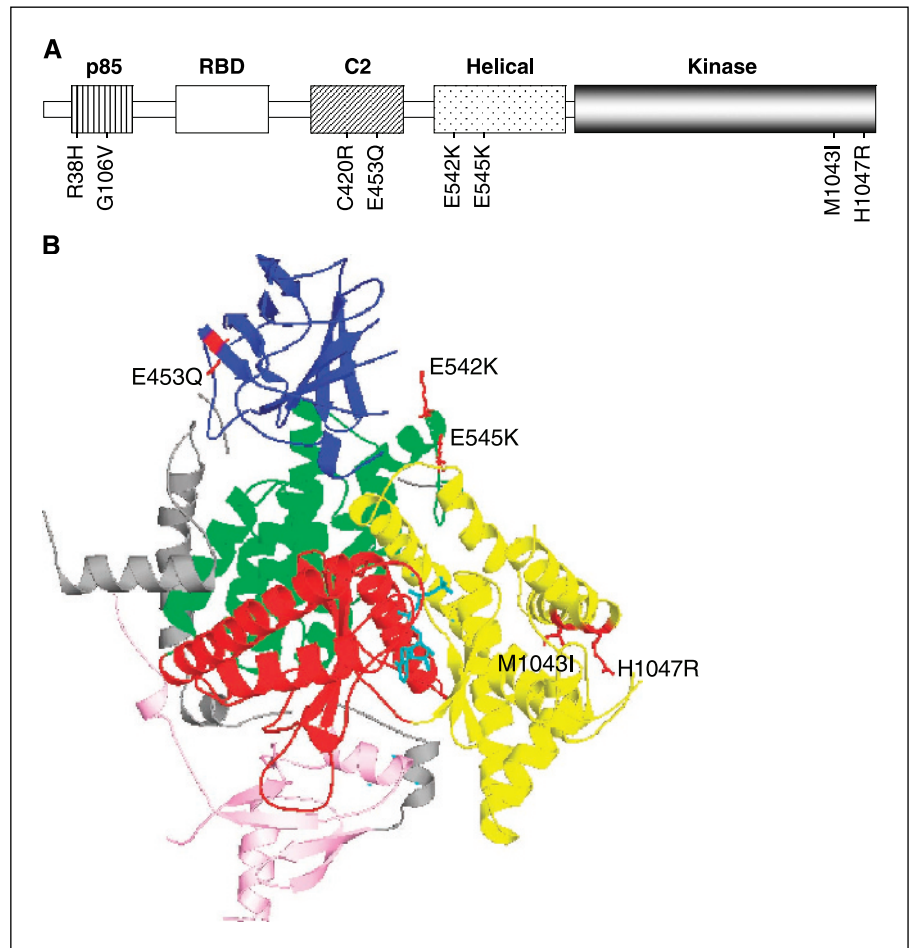 A
p85 RBD C2 Helical Kinase
R38H G106V C420R E453Q E542K E545K M1043I H1047R
B
E453Q
E542K
E545K
M1043I
H1047R